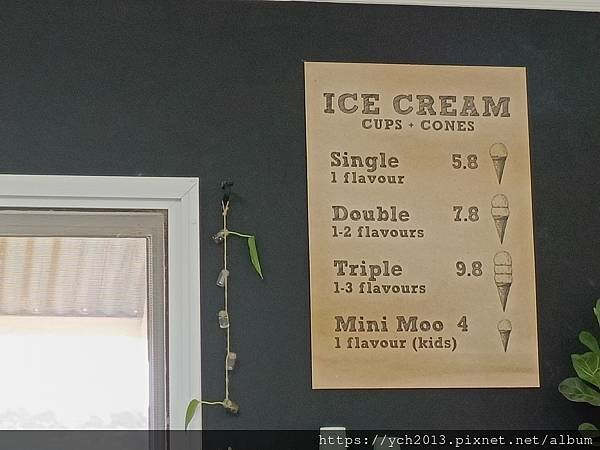 ICE CREAM
CUPS + CONES
Single 5.8
1 flavour
Double 7.8
1-2 flavours
Triple 9.8
1-3 flavours
Mini Moo 4
1 flavour (kids)
https://ych2013.pixnet.net/album